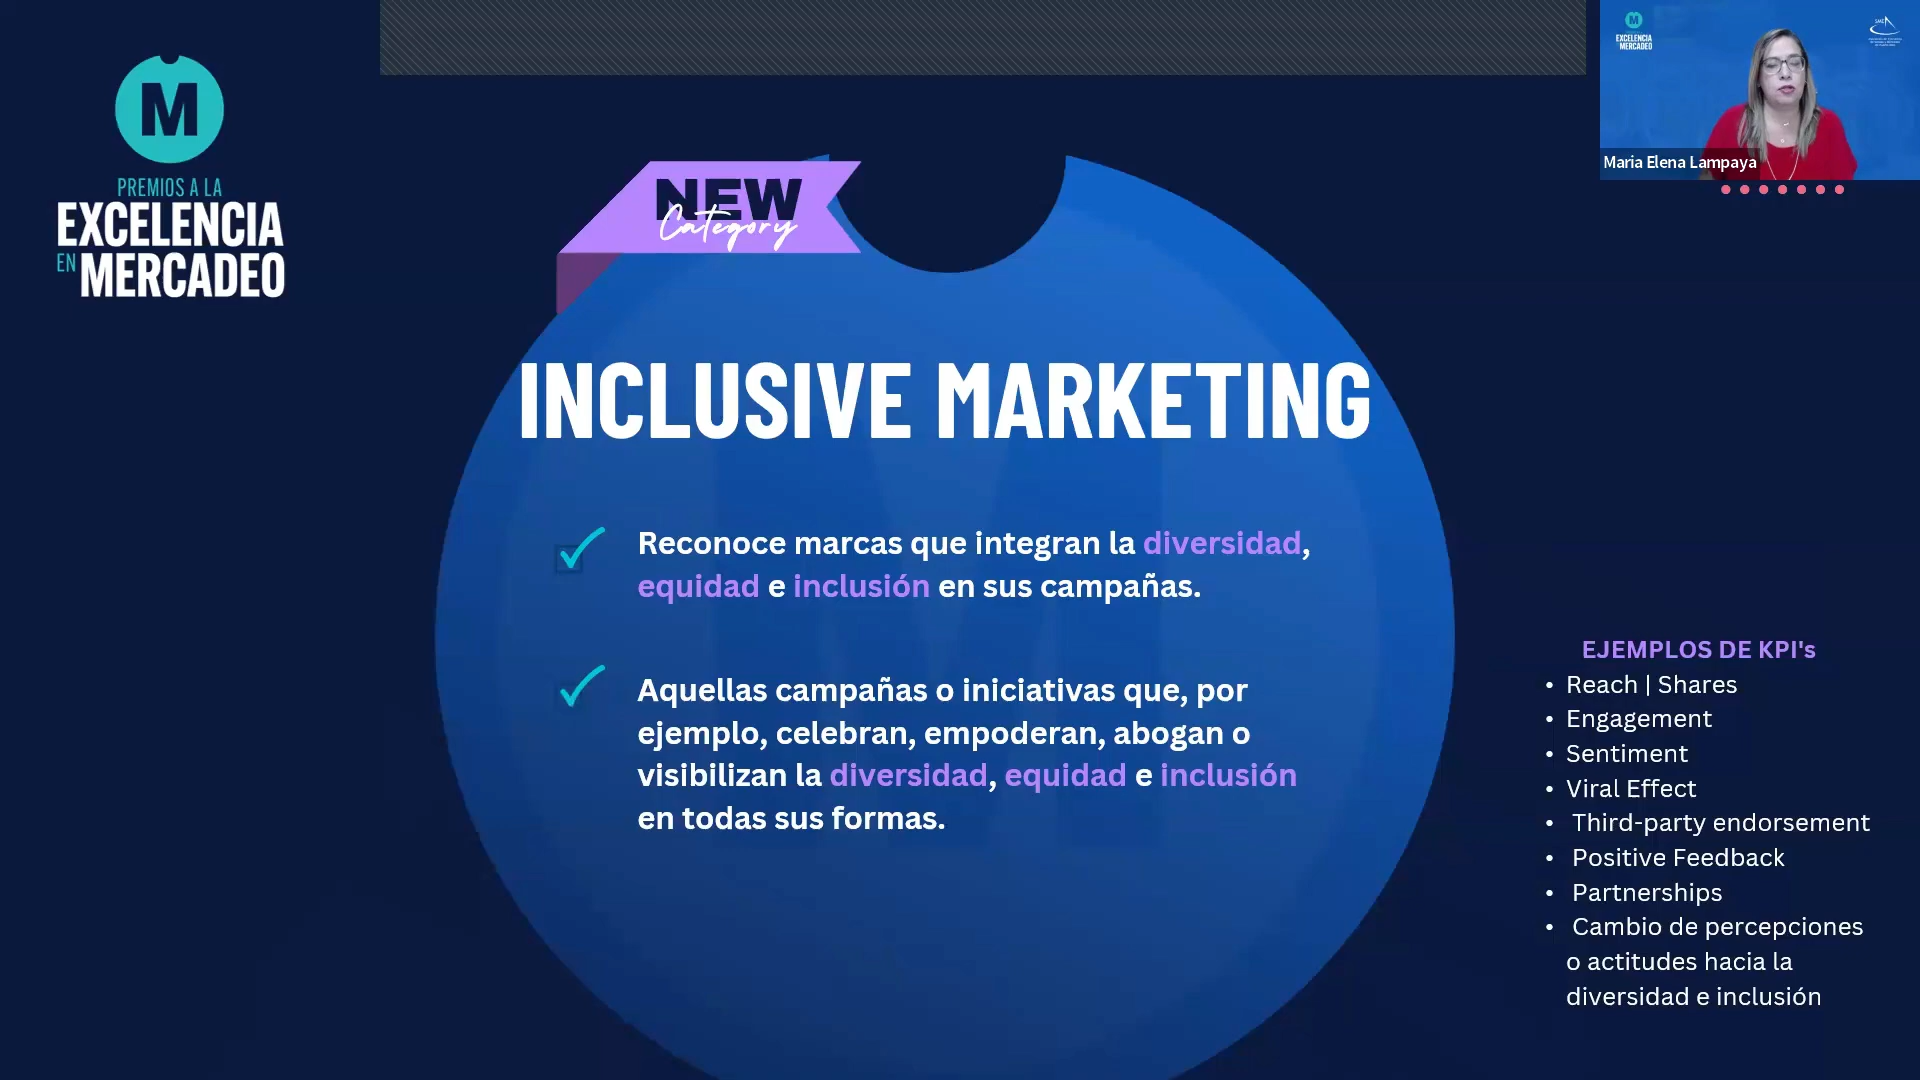 M
PREMIOS A LA
EXCELENCIA
EN MERCADEO
NEW
Category
INCLUSIVE MARKETING
Reconoce marcas que integran la diversidad,
equidad e inclusión en sus campañas.
Aquellas campañas o iniciativas que, por
ejemplo, celebran, empoderan, abogan o
visibilizan la diversidad, equidad e inclusión
en todas sus formas.
EJEMPLOS DE KPI's
• Reach | Shares
• Engagement
• Sentiment
• Viral Effect
• Third-party endorsement
• Positive Feedback
• Partnerships
• Cambio de percepciones
o actitudes hacia la
diversidad e inclusión
M
EXCELENCIA
MERCADEO
SME
Maria Elena Lampaya